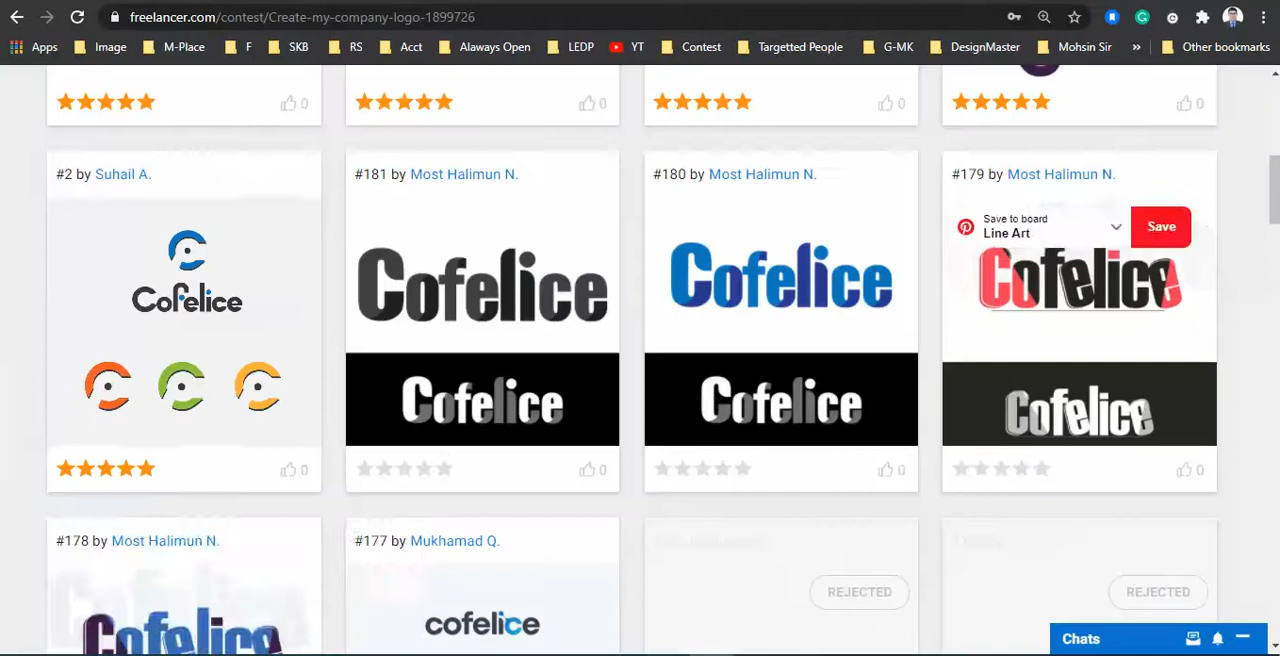 freelancer.com/contest/Create-my-company-logo-1899726
Apps Image M-Place F SKB RS Acct Alaways Open LEDP YT Contest Targetted People G-MK DesignMaster Mohsin Sir » Other bookmarks
0 0 0 0
#2 by Suhail A.
Cofelice
0
#181 by Most Halimun N.
Cofelice
Cofelice
0
#180 by Most Halimun N.
Cofelice
Cofelice
0
#179 by Most Halimun N.
Save to board
Line Art
Save
Cofelice
Cofelice
0
#178 by Most Halimun N.
Cofelice
#177 by Mukhamad Q.
cofelice
REJECTED
REJECTED
Chats